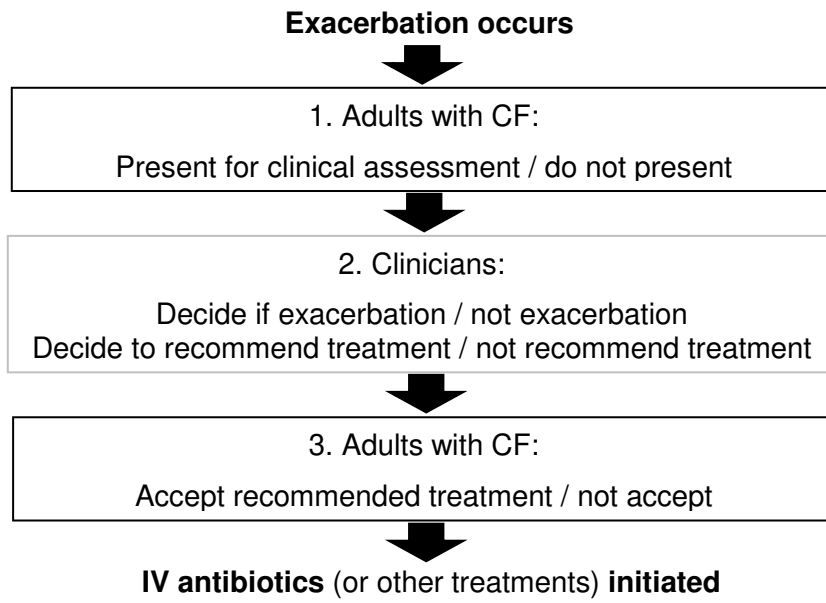 Exacerbation occurs
1. Adults with CF:
Present for clinical assessment / do not present
2. Clinicians:
Decide if exacerbation / not exacerbation
Decide to recommend treatment / not recommend treatment
3. Adults with CF:
Accept recommended treatment / not accept
IV antibiotics (or other treatments) initiated